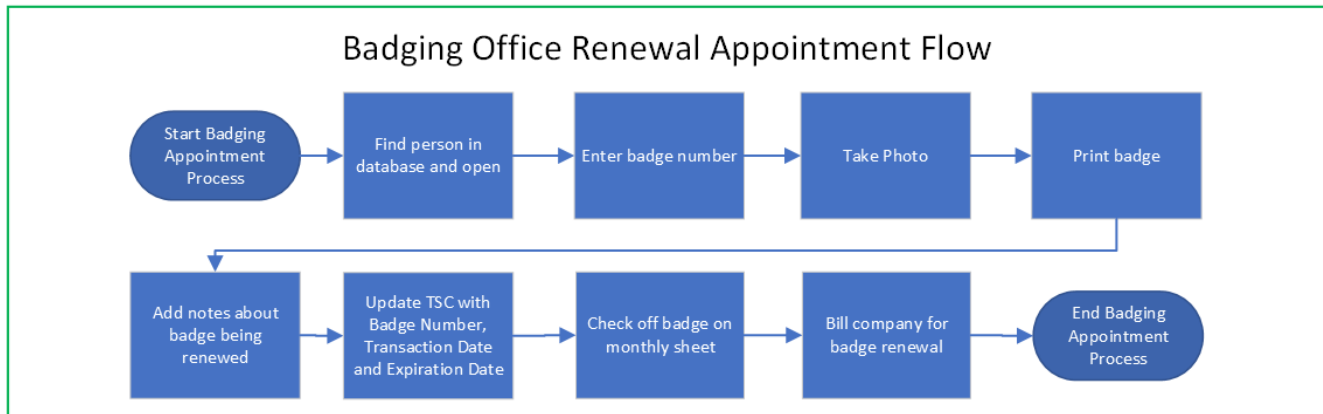 Badging Office Renewal Appointment Flow
Start Badging
Appointment
Process
Find person in
database and open
Enter badge number
Take Photo
Print badge
Add notes about
badge being
renewed
Update TSC with
Badge Number,
Transaction Date
and Expiration Date
Check off badge on
monthly sheet
Bill company for
badge renewal
End Badging
Appointment
Process